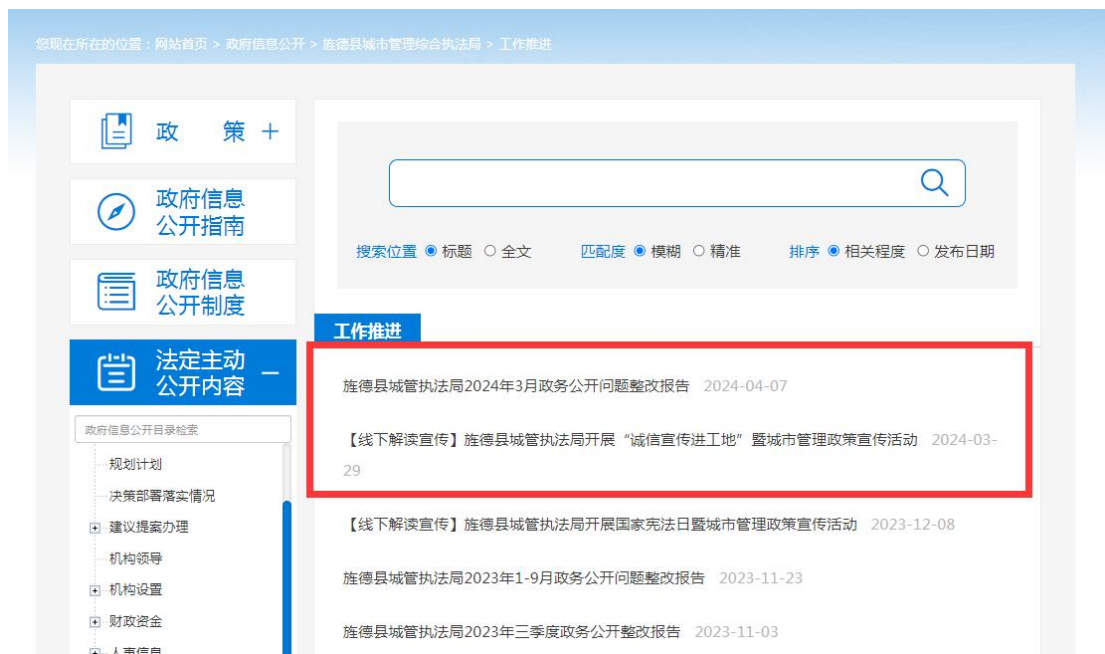 您现在所在的位置：网站首页 > 政府信息公开 > 旌德县城市管理综合执法局 > 工作推进
政 策 +
政府信息
公开指南
政府信息
公开制度
法定主动
公开内容
政府信息公开目录检索
规划计划
决策部署落实情况
建议提案办理
机构领导
机构设置
财政资金
人事信息
搜索位置 标题 全文 匹配度 模糊 精准 排序 相关程度 发布日期
工作推进
旌德县城管执法局2024年3月政务公开问题整改报告 2024-04-07
【线下解读宣传】旌德县城管执法局开展“诚信宣传进工地”暨城市管理政策宣传活动 2024-03-
29
【线下解读宣传】旌德县城管执法局开展国家宪法日暨城市管理政策宣传活动 2023-12-08
旌德县城管执法局2023年1-9月政务公开问题整改报告 2023-11-23
旌德县城管执法局2023年三季度政务公开整改报告 2023-11-03